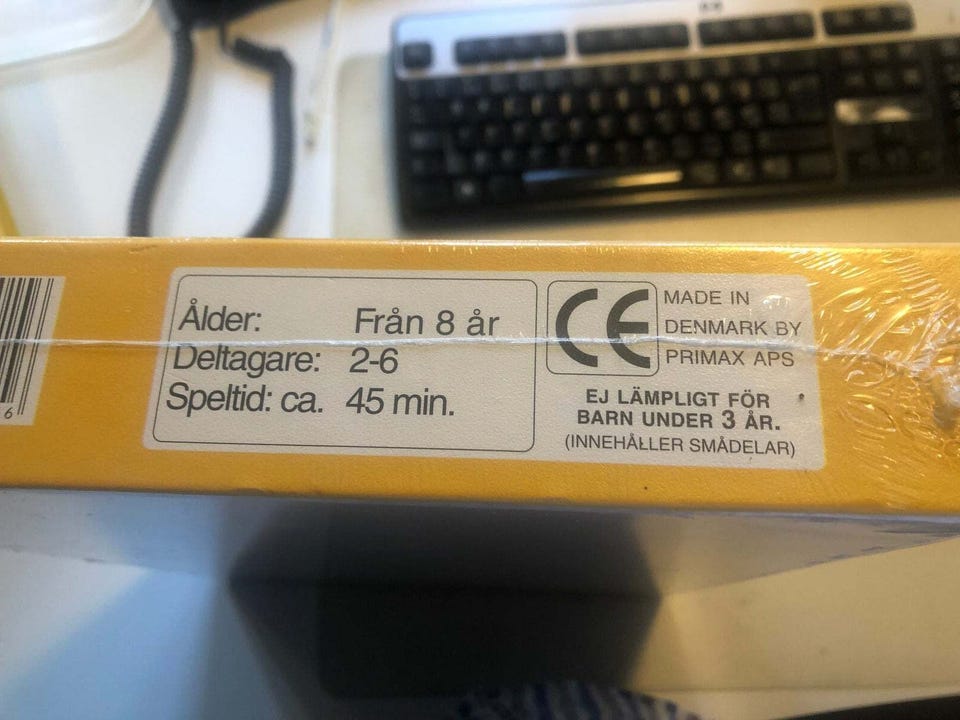 Ålder: Från 8 år
Deltagare: 2-6
Speltid: ca. 45 min.
CE
MADE IN
DENMARK BY
PRIMAX APS
EJ LÄMPLIGT FÖR
BARN UNDER 3 ÅR.
(INNEHÅLLER SMÅDELAR)
6